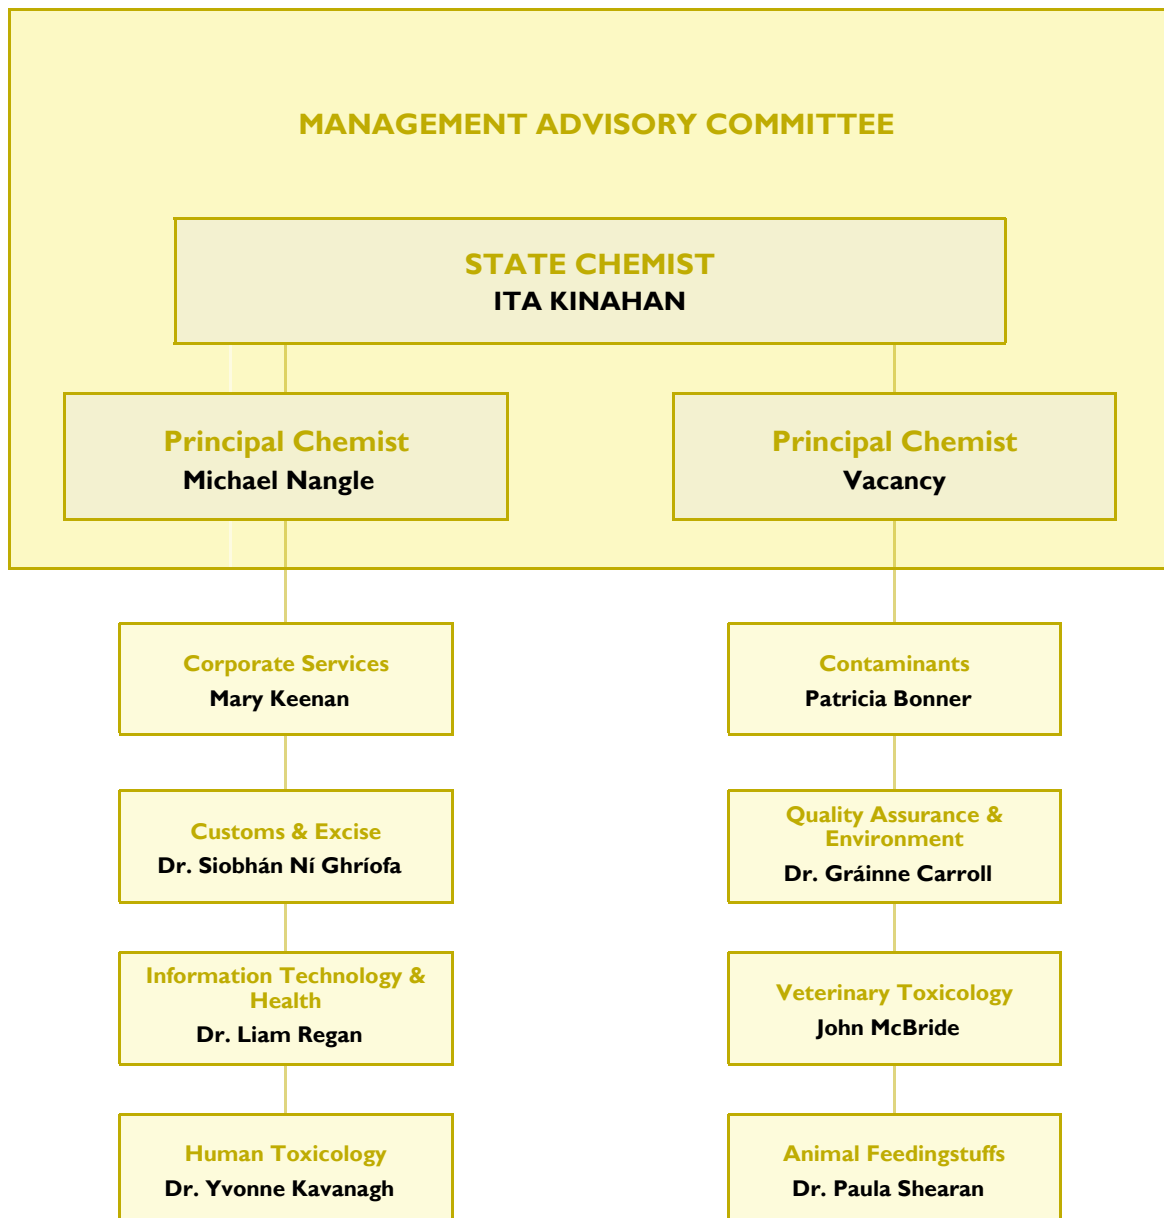 MANAGEMENT ADVISORY COMMITTEE
STATE CHEMIST
ITA KINAHAN
Principal Chemist
Michael Nangle
Principal Chemist
Vacancy
Corporate Services
Mary Keenan
Contaminants
Patricia Bonner
Customs & Excise
Dr. Siobhán Ní Ghríofa
Quality Assurance &
Environment
Dr. Gráinne Carroll
Information Technology &
Health
Dr. Liam Regan
Veterinary Toxicology
John McBride
Human Toxicology
Dr. Yvonne Kavanagh
Animal Feedingstuffs
Dr. Paula Shearan